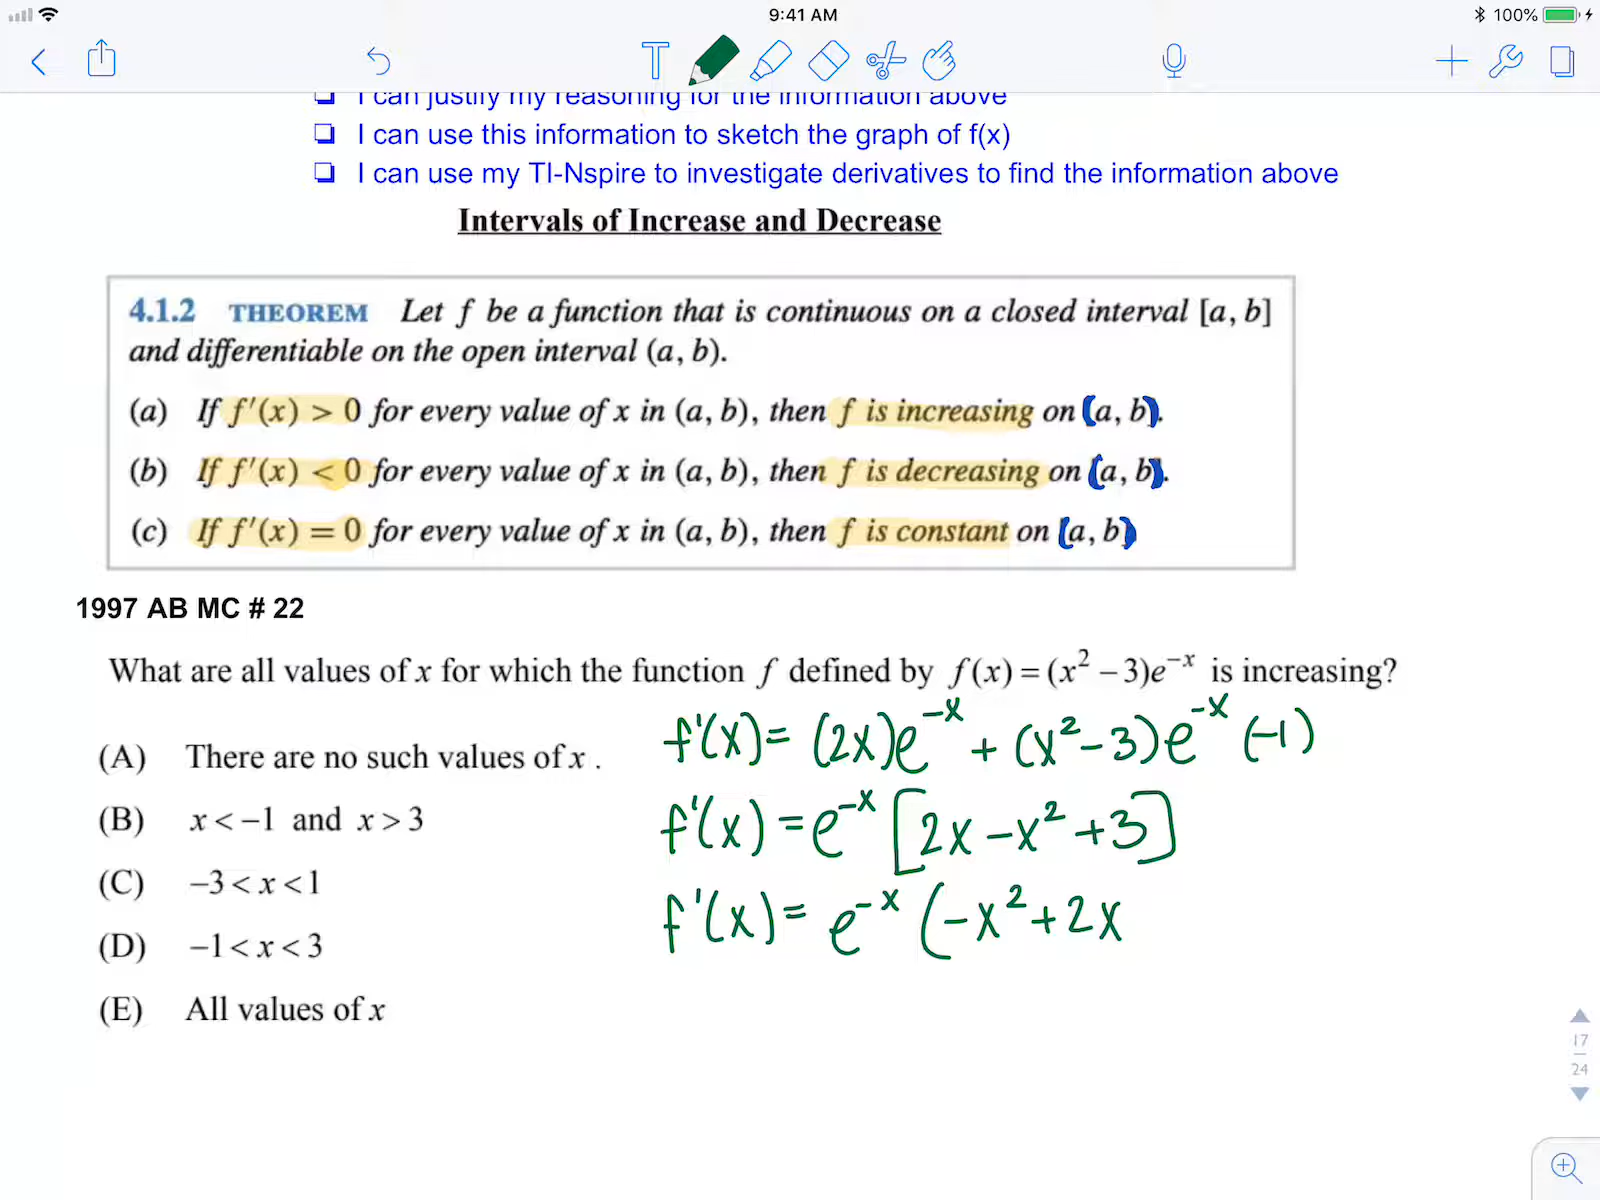 9:41 AM
100%
I can justify my reasoning for the information above
❏ I can use this information to sketch the graph of f(x)
❏ I can use my TI-Nspire to investigate derivatives to find the information above
Intervals of Increase and Decrease
4.1.2 THEOREM Let f be a function that is continuous on a closed interval [a, b]
and differentiable on the open interval (a, b).
(a) If f′(x) > 0 for every value of x in (a, b), then f is increasing on (a, b).
(b) If f′(x) < 0 for every value of x in (a, b), then f is decreasing on (a, b).
(c) If f′(x) = 0 for every value of x in (a, b), then f is constant on (a, b)
1997 AB MC # 22
What are all values of x for which the function f defined by f(x) = (x² – 3)e⁻ˣ is increasing?
(A) There are no such values of x .
(B) x < –1 and x > 3
(C) –3 < x < 1
(D) –1 < x < 3
(E) All values of x
f'(x) = (2x)e⁻ˣ + (x²-3)e⁻ˣ (-1)
f'(x) = e⁻ˣ [2x - x² + 3]
f'(x) = e⁻ˣ (-x² + 2x
17
24